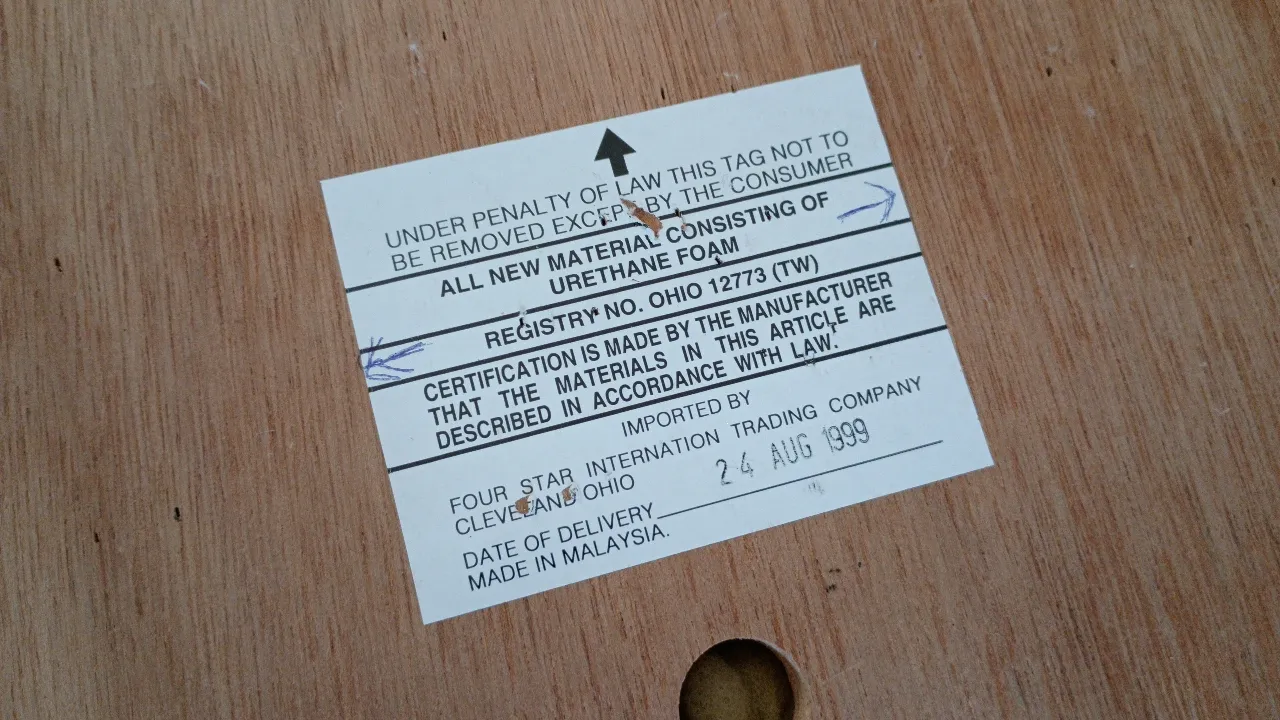 UNDER PENALTY OF LAW THIS TAG NOT TO
BE REMOVED EXCEPT BY THE CONSUMER
ALL NEW MATERIAL CONSISTING OF
URETHANE FOAM
REGISTRY NO. OHIO 12773 (TW)
CERTIFICATION IS MADE BY THE MANUFACTURER
THAT THE MATERIALS IN THIS ARTICLE ARE
DESCRIBED IN ACCORDANCE WITH LAW.
IMPORTED BY
FOUR STAR INTERNATIONAL TRADING COMPANY
CLEVELAND OHIO
24 AUG 1999
DATE OF DELIVERY
MADE IN MALAYSIA.